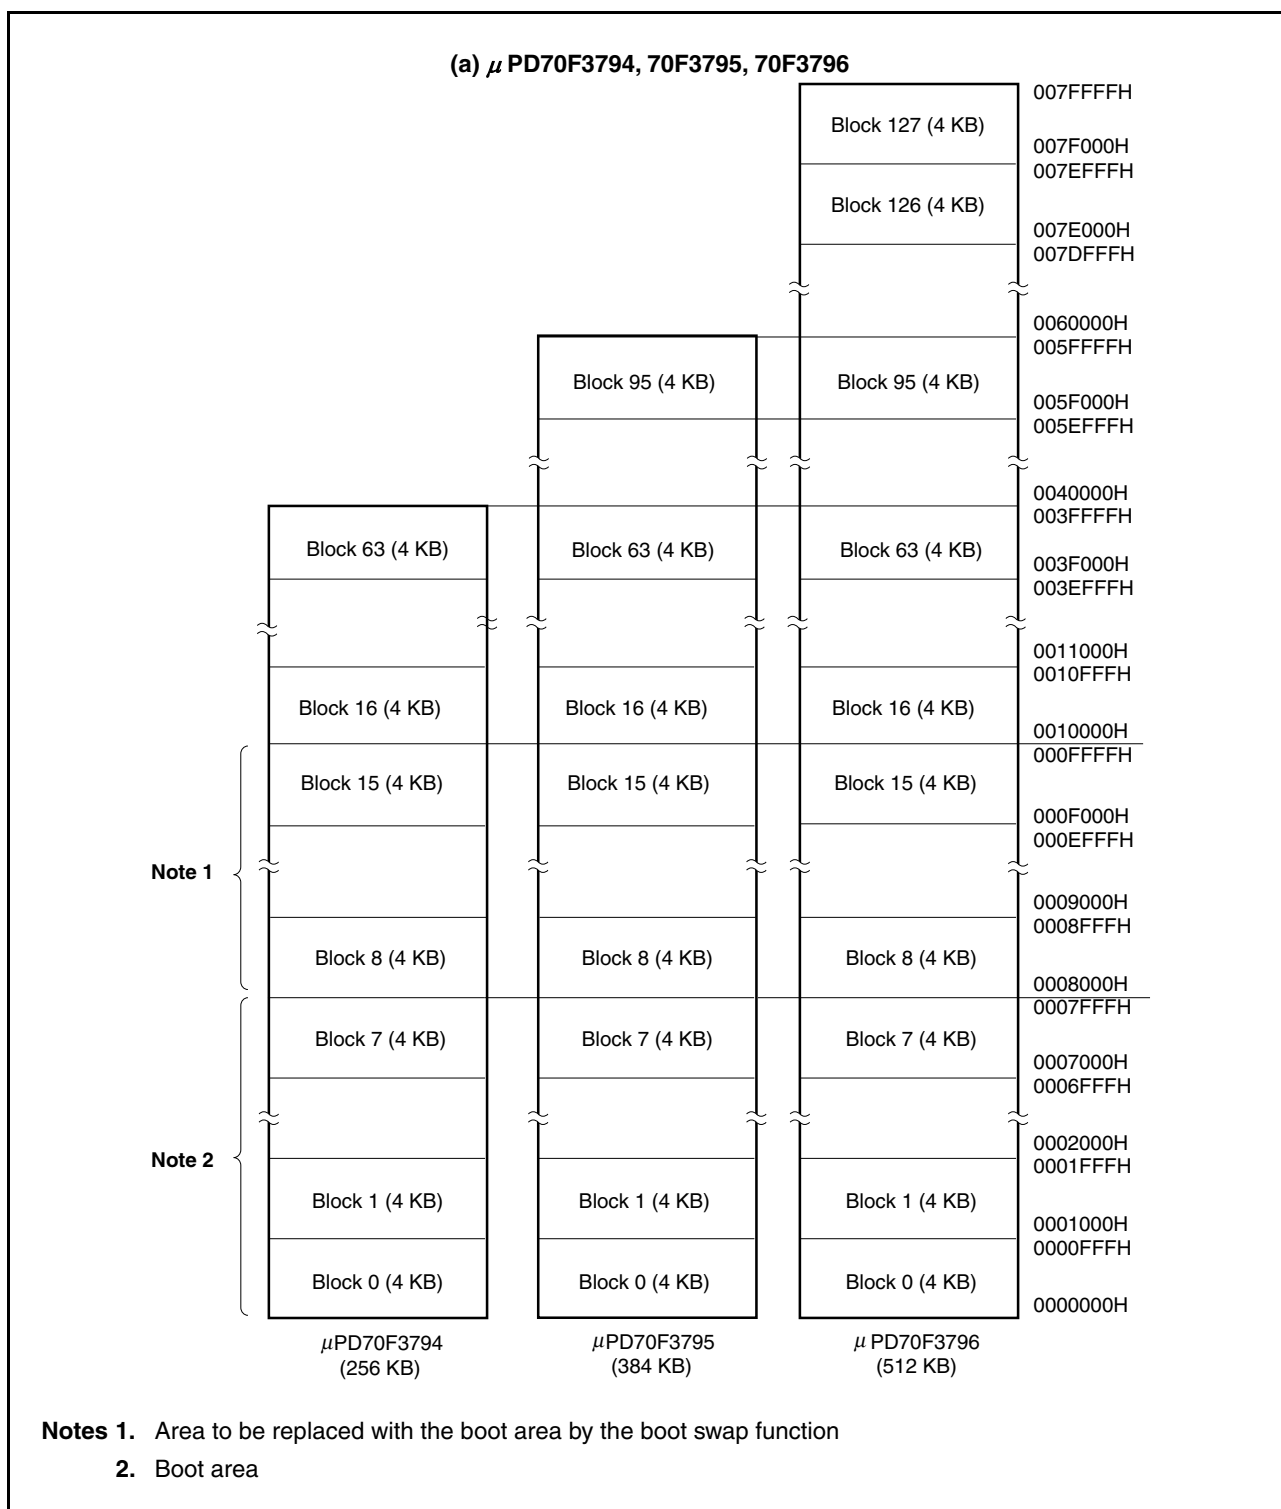 (a) μ PD70F3794, 70F3795, 70F3796
007FFFFH
Block 127 (4 KB)
007F000H
007EFFFH
Block 126 (4 KB)
007E000H
007DFFFH
0060000H
005FFFFH
Block 95 (4 KB) Block 95 (4 KB)
005F000H
005EFFFH
0040000H
003FFFFH
Block 63 (4 KB) Block 63 (4 KB) Block 63 (4 KB)
003F000H
003EFFFH
0011000H
0010FFFH
Block 16 (4 KB) Block 16 (4 KB) Block 16 (4 KB)
0010000H
000FFFFH
Block 15 (4 KB) Block 15 (4 KB) Block 15 (4 KB)
000F000H
000EFFFH
Note 1
0009000H
0008FFFH
Block 8 (4 KB) Block 8 (4 KB) Block 8 (4 KB)
0008000H
0007FFFH
Block 7 (4 KB) Block 7 (4 KB) Block 7 (4 KB)
0007000H
0006FFFH
Note 2
0002000H
0001FFFH
Block 1 (4 KB) Block 1 (4 KB) Block 1 (4 KB)
0001000H
0000FFFH
Block 0 (4 KB) Block 0 (4 KB) Block 0 (4 KB)
0000000H
μPD70F3794 μPD70F3795 μ PD70F3796
(256 KB) (384 KB) (512 KB)
Notes 1. Area to be replaced with the boot area by the boot swap function
2. Boot area